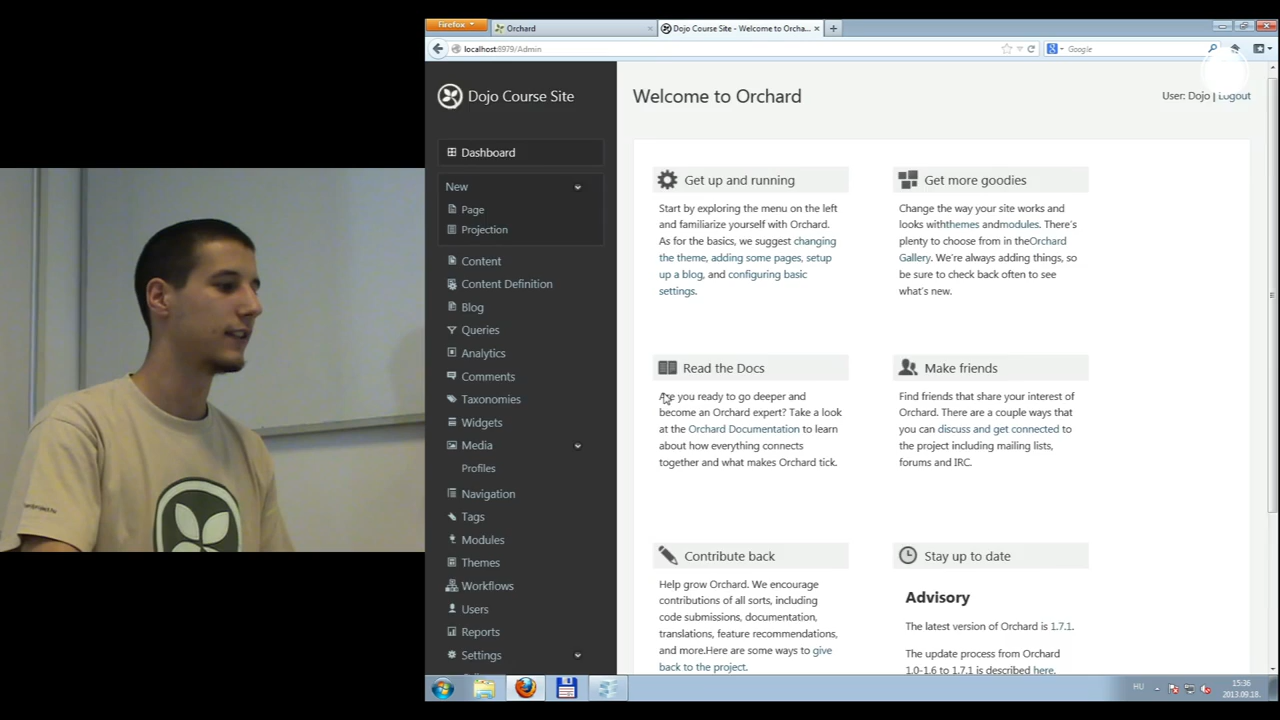 Firefox
Orchard
Dojo Course Site - Welcome to Orcha...
localhost:8979/Admin
Google
Dojo Course Site
Welcome to Orchard
User: Dojo | Logout
Dashboard
New
Page
Projection
Content
Content Definition
Blog
Queries
Analytics
Comments
Taxonomies
Widgets
Media
Profiles
Navigation
Tags
Modules
Themes
Workflows
Users
Reports
Settings
Get up and running
Start by exploring the menu on the left
and familiarize yourself with Orchard.
As for the basics, we suggest changing
the theme, adding some pages, setup
up a blog, and configuring basic
settings.
Get more goodies
Change the way your site works and
looks withthemes andmodules. There's
plenty to choose from in theOrchard
Gallery. We're always adding things, so
be sure to check back often to see
what's new.
Read the Docs
Are you ready to go deeper and
become an Orchard expert? Take a look
at the Orchard Documentation to learn
about how everything connects
together and what makes Orchard tick.
Make friends
Find friends that share your interest of
Orchard. There are a couple ways that
you can discuss and get connected to
the project including mailing lists,
forums and IRC.
Contribute back
Help grow Orchard. We encourage
contributions of all sorts, including
code submissions, documentation,
translations, feature recommendations,
and more.Here are some ways to give
back to the project.
Stay up to date
Advisory
The latest version of Orchard is 1.7.1.
The update process from Orchard
1.0-1.6 to 1.7.1 is described here.
HU
15:36
2013.09.18.